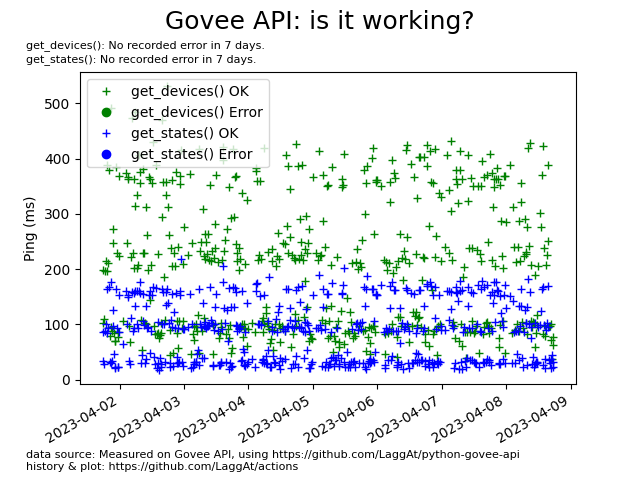 Govee API: is it working?
get_devices(): No recorded error in 7 days.
get_states(): No recorded error in 7 days.
get_devices() OK
get_devices() Error
get_states() OK
get_states() Error
Ping (ms)
500
400
300
200
100
0
2023-04-02
2023-04-03
2023-04-04
2023-04-05
2023-04-06
2023-04-07
2023-04-08
2023-04-09
data source: Measured on Govee API, using https://github.com/LaggAt/python-govee-api
history & plot: https://github.com/LaggAt/actions